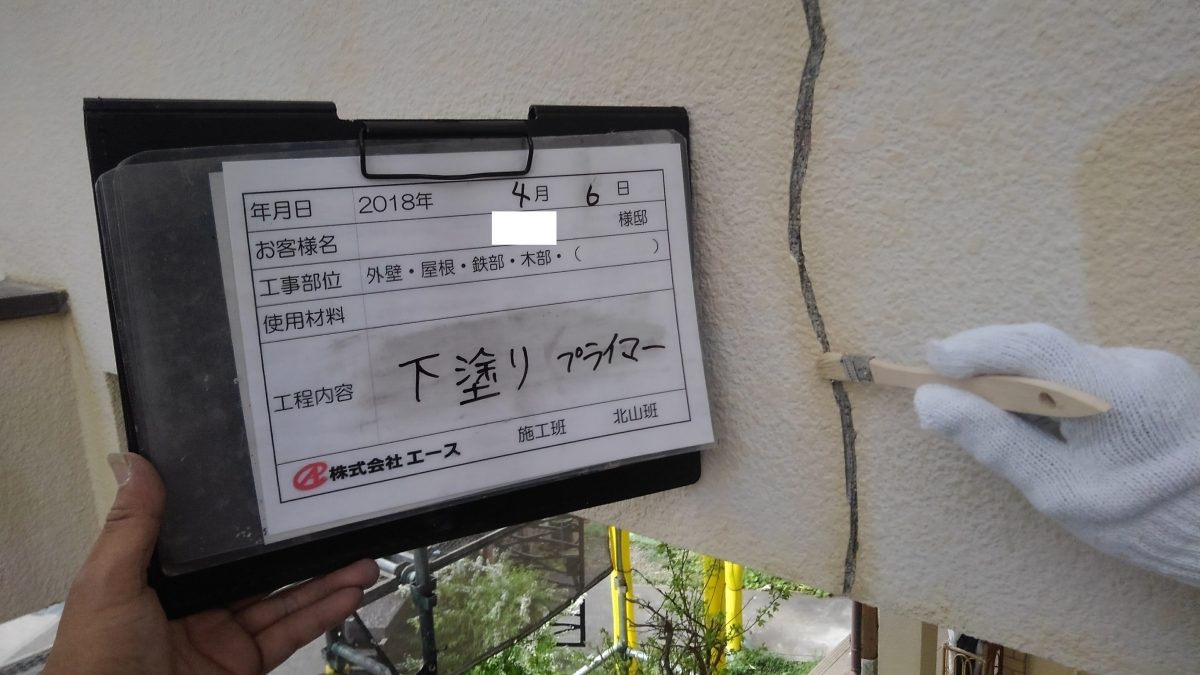 年月日 2018年 4月 6日
お客様名 様邸
工事部位 外壁・屋根・鉄部・木部・（ ）
使用材料
工程内容 下塗り プライマー
施工班 北山班
株式会社エース